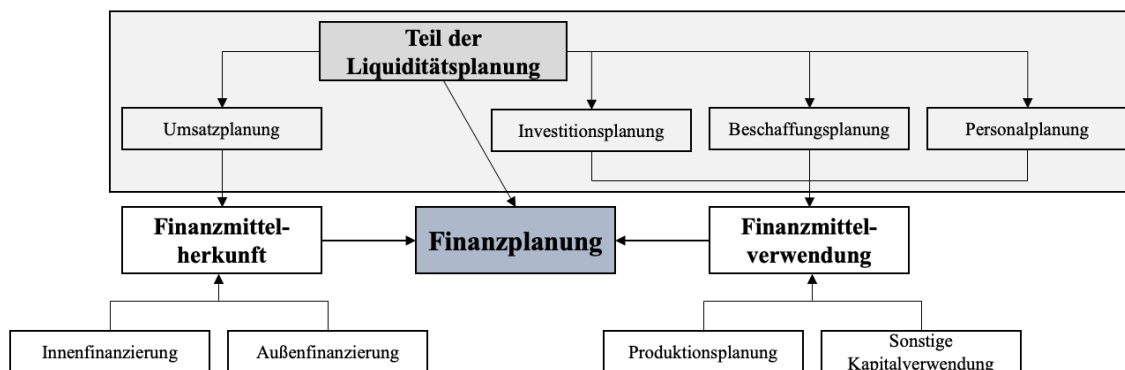 Teil der
Liquiditätsplanung
Umsatzplanung
Investitionsplanung
Beschaffungsplanung
Personalplanung
Finanzmittel-
herkunft
Finanzplanung
Finanzmittel-
verwendung
Innenfinanzierung
Außenfinanzierung
Produktionsplanung
Sonstige
Kapitalverwendung